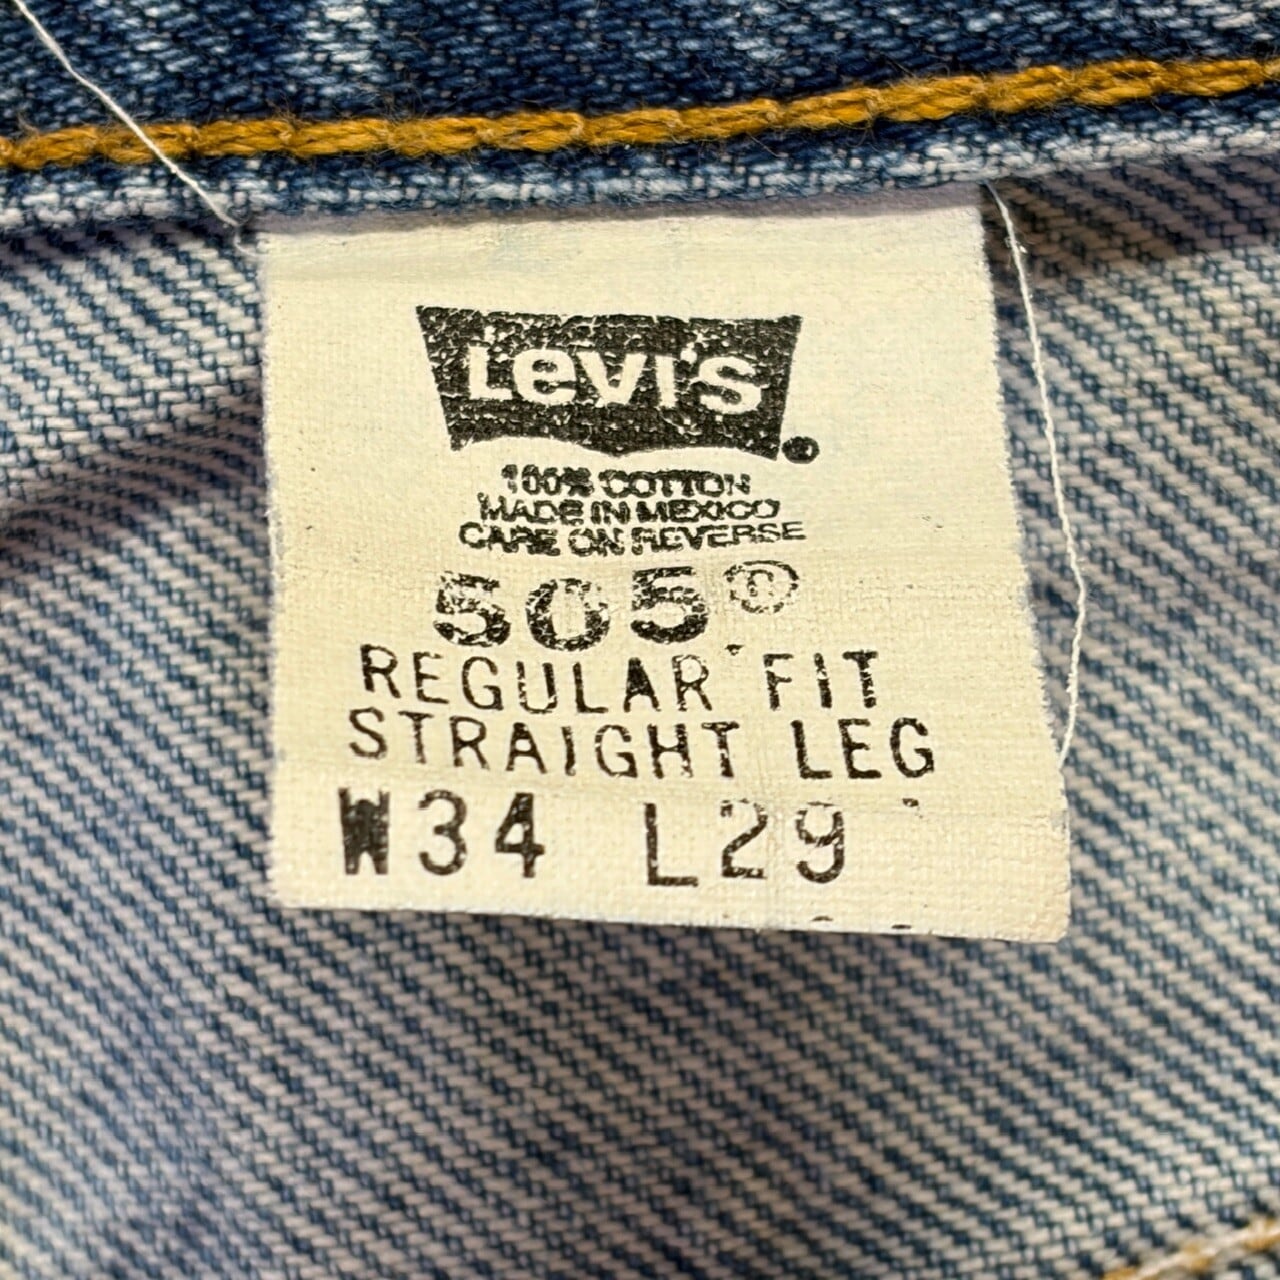 Levi's
100% COTTON
MADE IN MEXICO
CARE ON REVERSE
505®
REGULAR FIT
STRAIGHT LEG
W34 L29